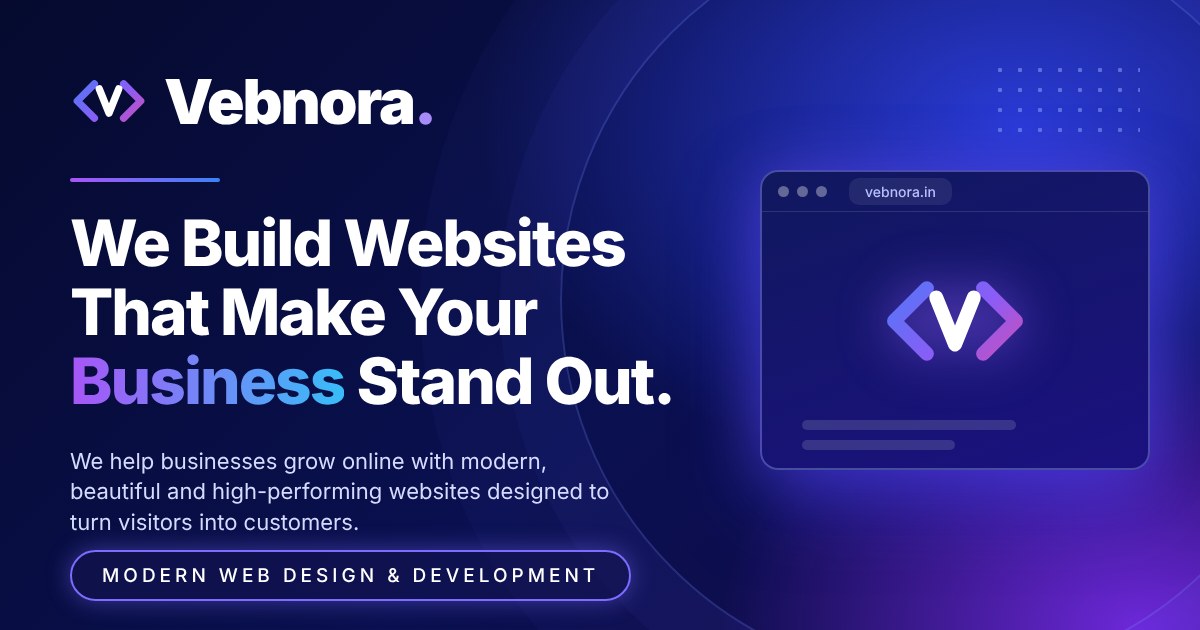 Vebnora.
We Build Websites
That Make Your
Business Stand Out.
We help businesses grow online with modern,
beautiful and high-performing websites designed to
turn visitors into customers.
MODERN WEB DESIGN & DEVELOPMENT
vebnora.in
V